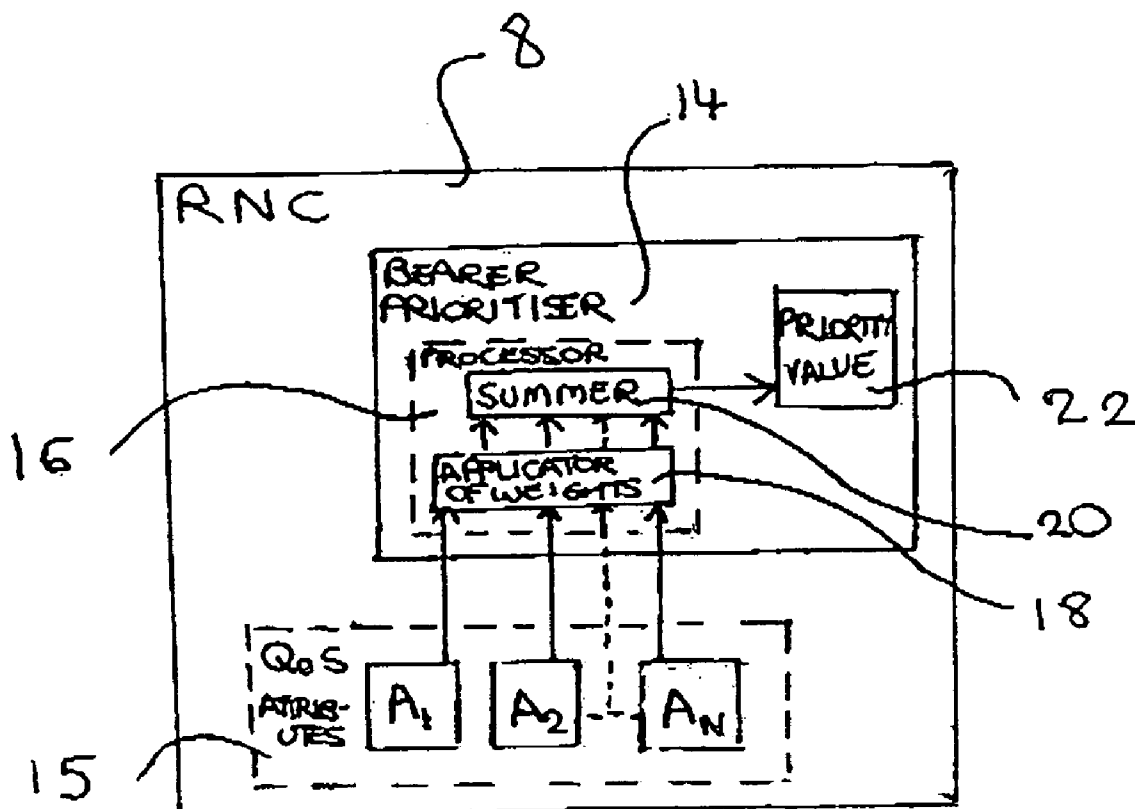 8
14
RNC
BEARER
PRIORITISER
PROCESSOR
SUMMER
PRIORITY
VALUE
22
16
APPLICATOR
OF WEIGHTS
20
18
QoS
ATTRIB-
UTES
A1
A2
AN
15